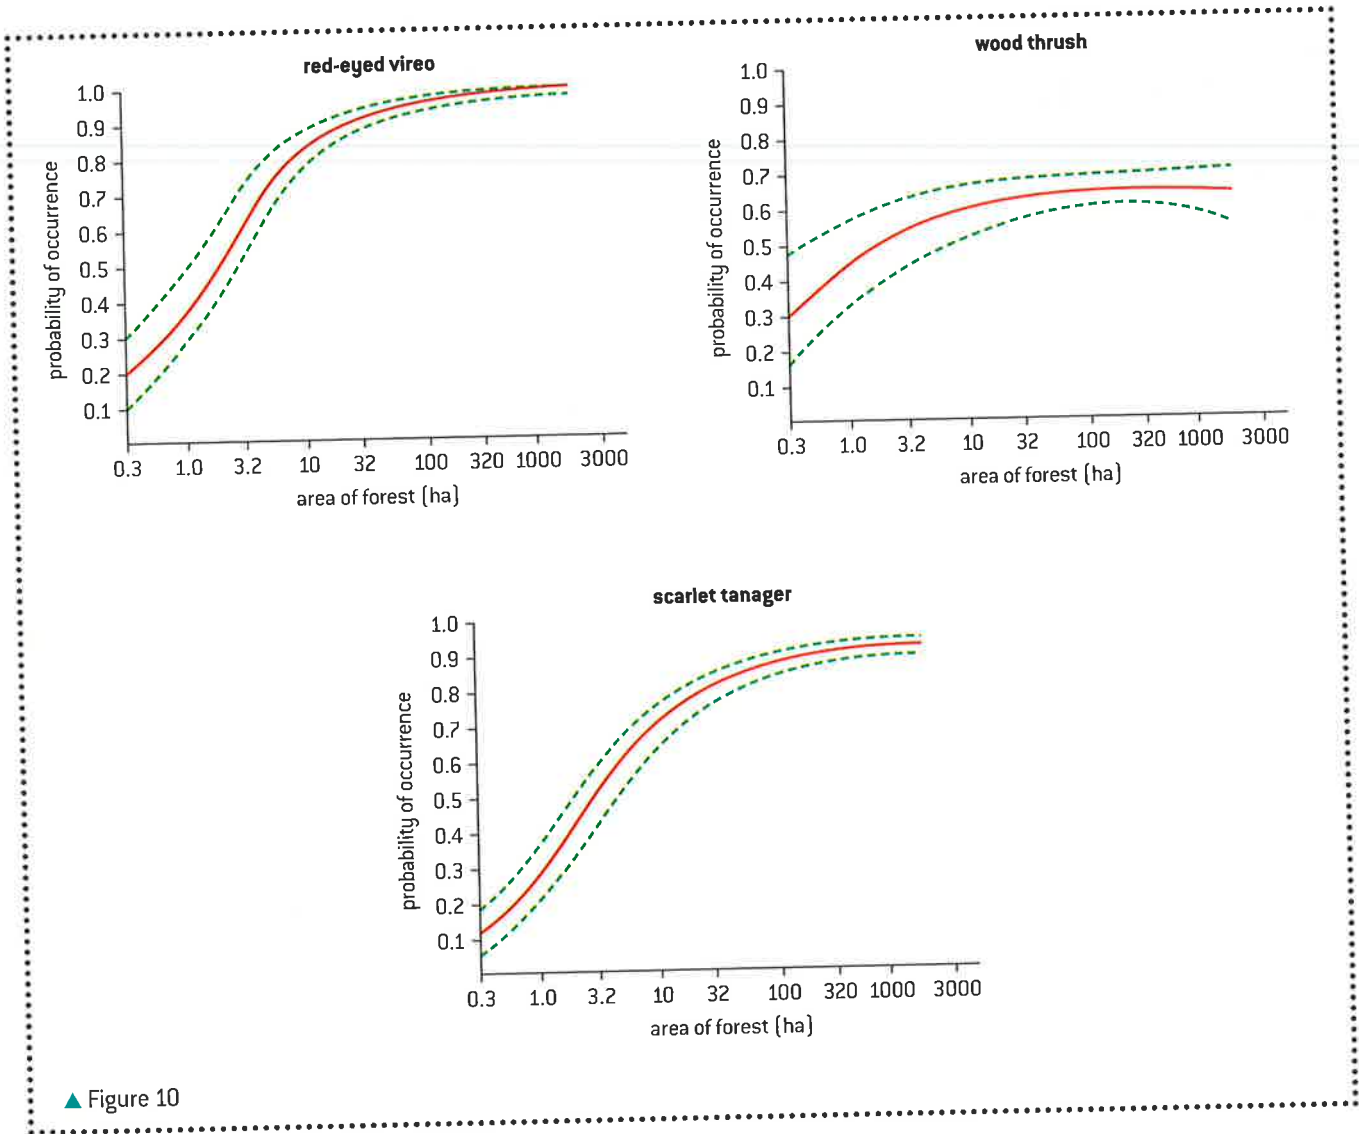 red-eyed vireo
1.0
0.9
0.8
0.7
0.6
0.5
0.4
0.3
0.2
0.1
probability of occurrence
0.3 1.0 3.2 10 32 100 320 1000 3000
area of forest (ha)
wood thrush
1.0
0.9
0.8
0.7
0.6
0.5
0.4
0.3
0.2
0.1
probability of occurrence
0.3 1.0 3.2 10 32 100 320 1000 3000
area of forest (ha)
scarlet tanager
1.0
0.9
0.8
0.7
0.6
0.5
0.4
0.3
0.2
0.1
probability of occurrence
0.3 1.0 3.2 10 32 100 320 1000 3000
area of forest (ha)
▲ Figure 10